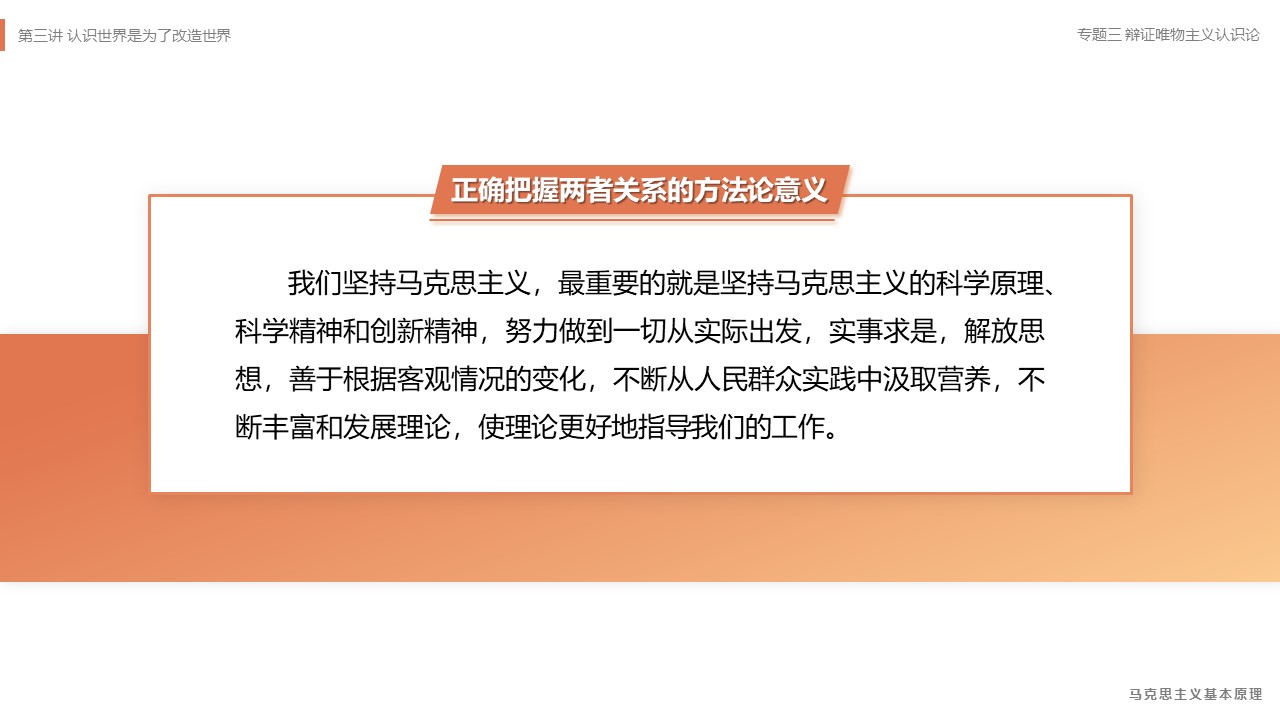 第三讲 认识世界是为了改造世界
专题三 辩证唯物主义认识论
正确把握两者关系的方法论意义
我们坚持马克思主义，最重要的就是坚持马克思主义的科学原理、
科学精神和创新精神，努力做到一切从实际出发，实事求是，解放思
想，善于根据客观情况的变化，不断从人民群众实践中汲取营养，不
断丰富和发展理论，使理论更好地指导我们的工作。
马克思主义基本原理